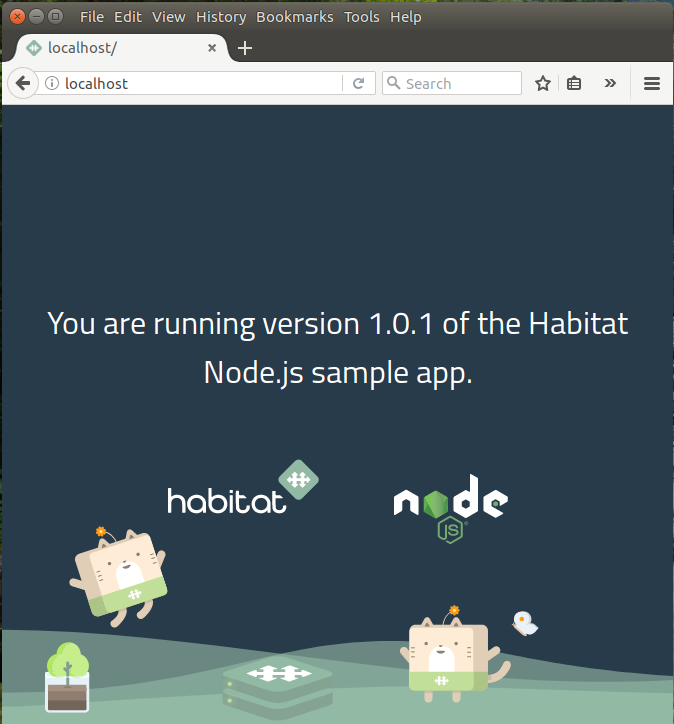 File Edit View History Bookmarks Tools Help
localhost/
localhost
Search
You are running version 1.0.1 of the Habitat
Node.js sample app.
habitat
node
JS